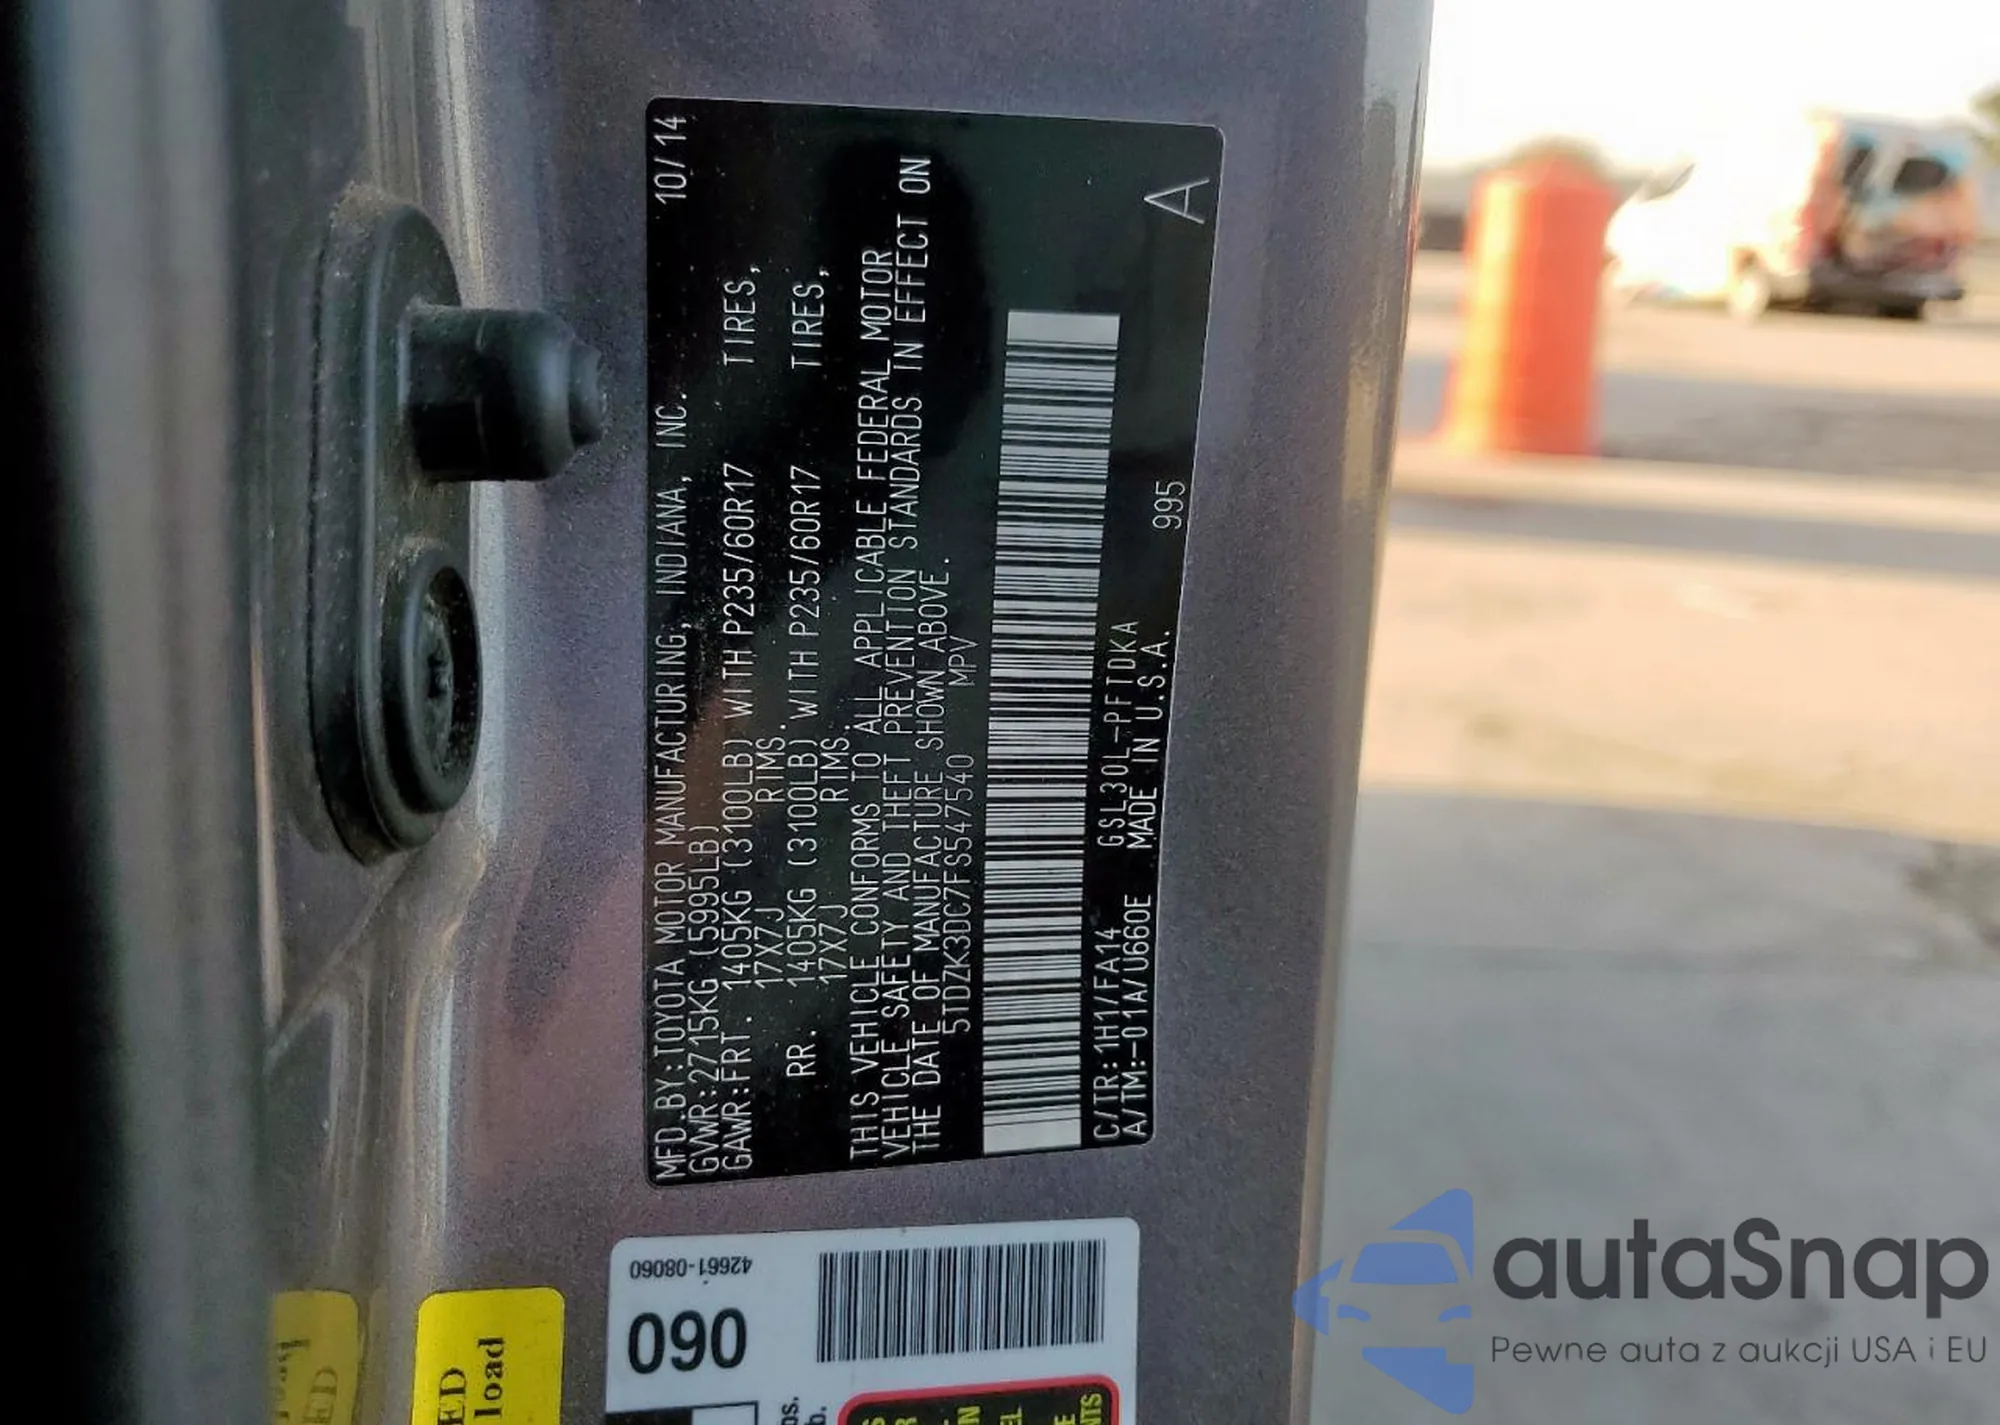 MFD.BY:TOYOTA MOTOR MANUFACTURING, INDIANA, INC. 10/14
GVWR:2715KG(5995LB)
GAWR:FRT. 1405KG (3100LB) WITH P235/60R17 TIRES,
17X7J RIMS.
RR. 1405KG (3100LB) WITH P235/60R17 TIRES,
17X7J RIMS.
THIS VEHICLE CONFORMS TO ALL APPLICABLE FEDERAL MOTOR
VEHICLE SAFETY AND THEFT PREVENTION STANDARDS IN EFFECT ON
THE DATE OF MANUFACTURE SHOWN ABOVE.
5TDZK3DC7FS547540 MPV
C/TR:1H1/FA14 GSL30L-PFTDKA
A/TM:-01A/U660E MADE IN U.S.A. 995 A
42661-08060
060
load
autaSnap
Pewne auta z aukcji USA i EU